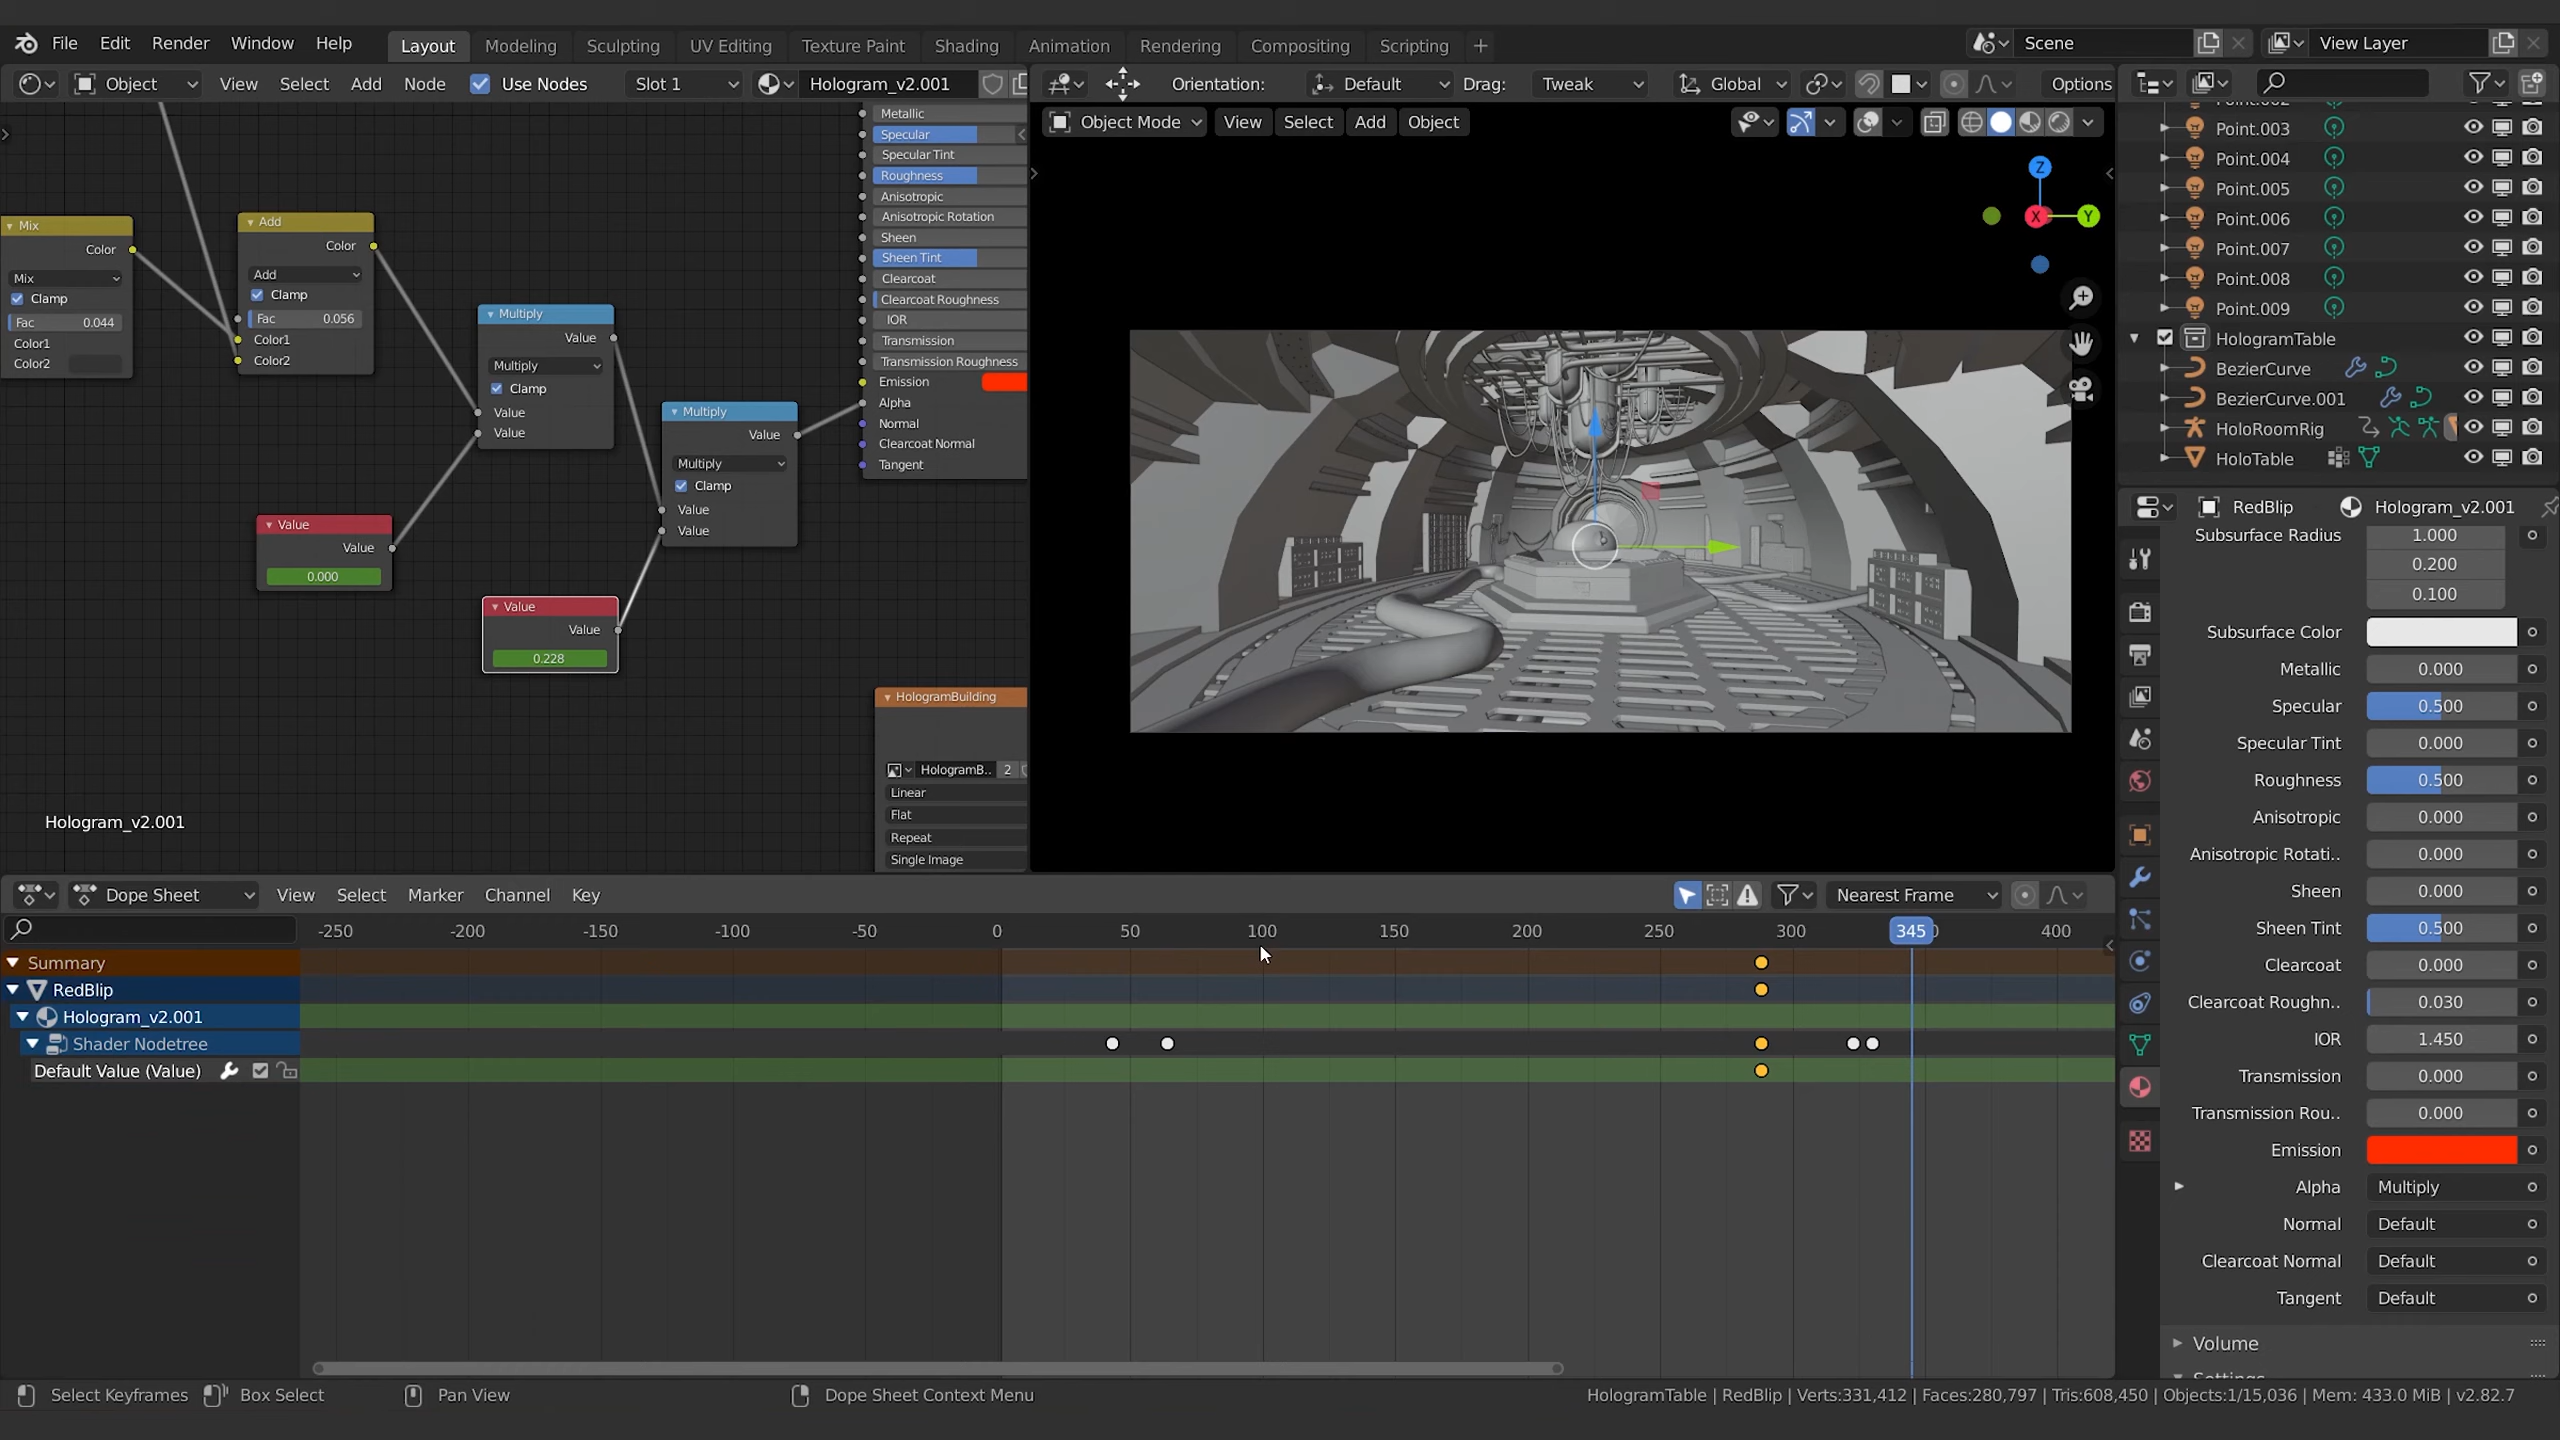 File Edit Render Window Help Layout Modeling Sculpting UV Editing Texture Paint Shading Animation Rendering Compositing Scripting + Scene View Layer
Object View Select Add Node Use Nodes Slot 1 Hologram_v2.001 Orientation: Default Drag: Tweak Global Options
Object Mode View Select Add Object
Metallic
Specular
Specular Tint
Roughness
Anisotropic
Anisotropic Rotation
Sheen
Sheen Tint
Clearcoat
Clearcoat Roughness
IOR
Transmission
Transmission Roughness
Emission
Alpha
Normal
Clearcoat Normal
Tangent
Mix
Color
Mix
Clamp
Fac 0.044
Color1
Color2
Add
Color
Add
Clamp
Fac 0.056
Color1
Color2
Multiply
Value
Multiply
Clamp
Value
Value
Multiply
Value
Multiply
Clamp
Value
Value
Value
Value
0.000
Value
Value
0.228
HologramBuilding
HologramB.. 2
Linear
Flat
Repeat
Single Image
Hologram_v2.001
Z
X Y
Point.003
Point.004
Point.005
Point.006
Point.007
Point.008
Point.009
HologramTable
BezierCurve
BezierCurve.001
HoloRoomRig
HoloTable
RedBlip Hologram_v2.001
Subsurface Radius 1.000
0.200
0.100
Subsurface Color
Metallic 0.000
Specular 0.500
Specular Tint 0.000
Roughness 0.500
Anisotropic 0.000
Anisotropic Rotati.. 0.000
Sheen 0.000
Sheen Tint 0.500
Clearcoat 0.000
Clearcoat Roughn.. 0.030
IOR 1.450
Transmission 0.000
Transmission Rou.. 0.000
Emission
Alpha Multiply
Normal Default
Clearcoat Normal Default
Tangent Default
Volume
Dope Sheet View Select Marker Channel Key Nearest Frame
-250 -200 -150 -100 -50 0 50 100 150 200 250 300 345 400
Summary
RedBlip
Hologram_v2.001
Shader Nodetree
Default Value (Value)
Select Keyframes Box Select Pan View Dope Sheet Context Menu HologramTable | RedBlip | Verts:331,412 | Faces:280,797 | Tris:608,450 | Objects:1/15,036 | Mem: 433.0 MiB | v2.82.7